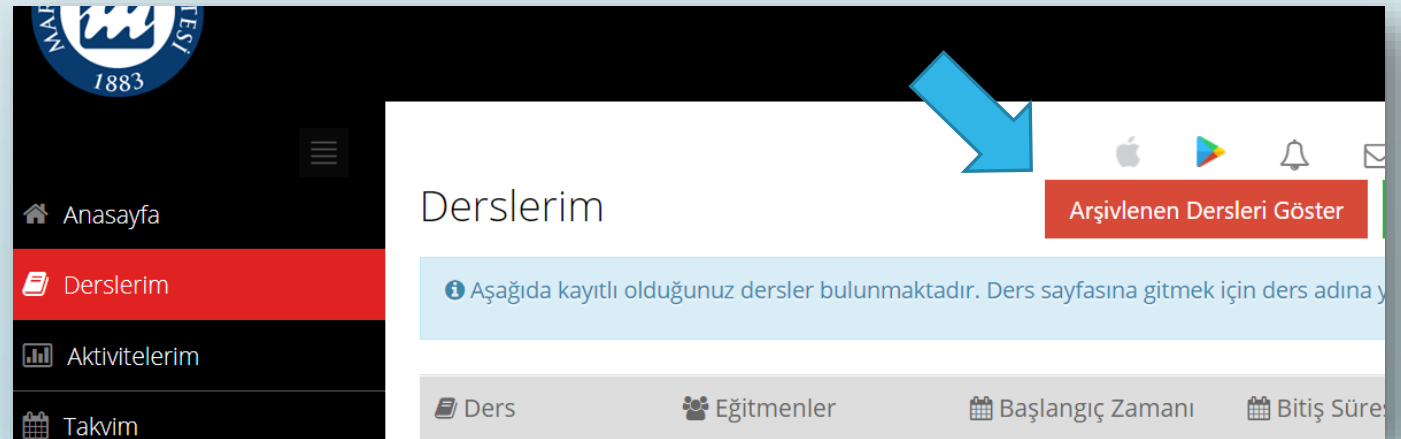 1883
Anasayfa
Derslerim
Aktivitelerim
Takvim
Derslerim
Arşivlenen Dersleri Göster
Aşağıda kayıtlı olduğunuz dersler bulunmaktadır. Ders sayfasına gitmek için ders adına
Ders
Eğitmenler
Başlangıç Zamanı
Bitiş